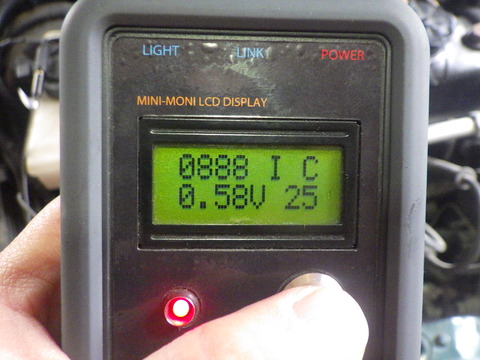 LIGHT LINK POWER
MINI-MONI LCD DISPLAY
0888 I C
0.58V 25